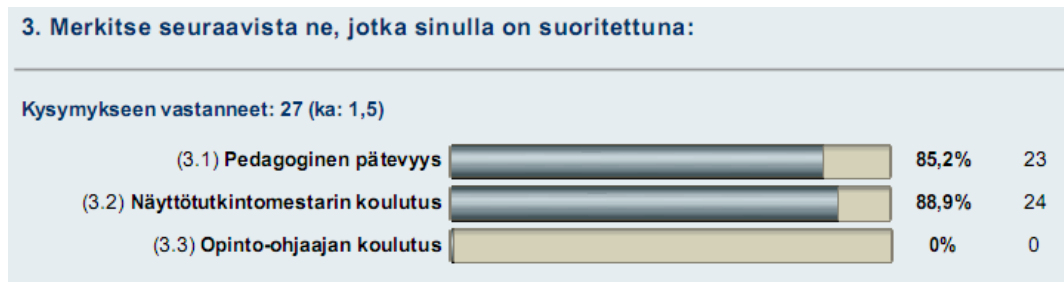 3. Merkitse seuraavista ne, jotka sinulla on suoritettuna:
Kysymykseen vastanneet: 27 (ka: 1,5)
(3.1) Pedagoginen pätevyys 85,2% 23
(3.2) Näyttötutkintomestarin koulutus 88,9% 24
(3.3) Opinto-ohjaajan koulutus 0% 0